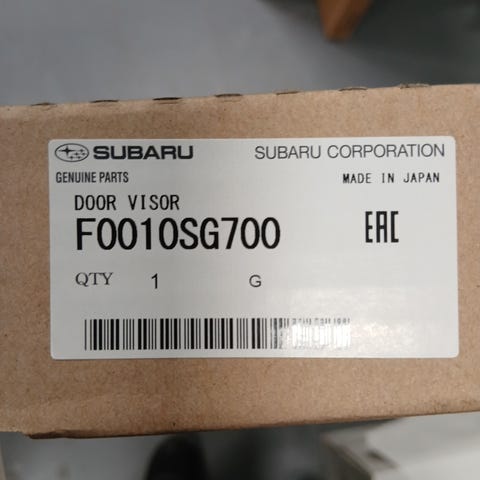 SUBARU SUBARU CORPORATION
GENUINE PARTS MADE IN JAPAN
DOOR VISOR
F0010SG700 EAC
QTY 1 G